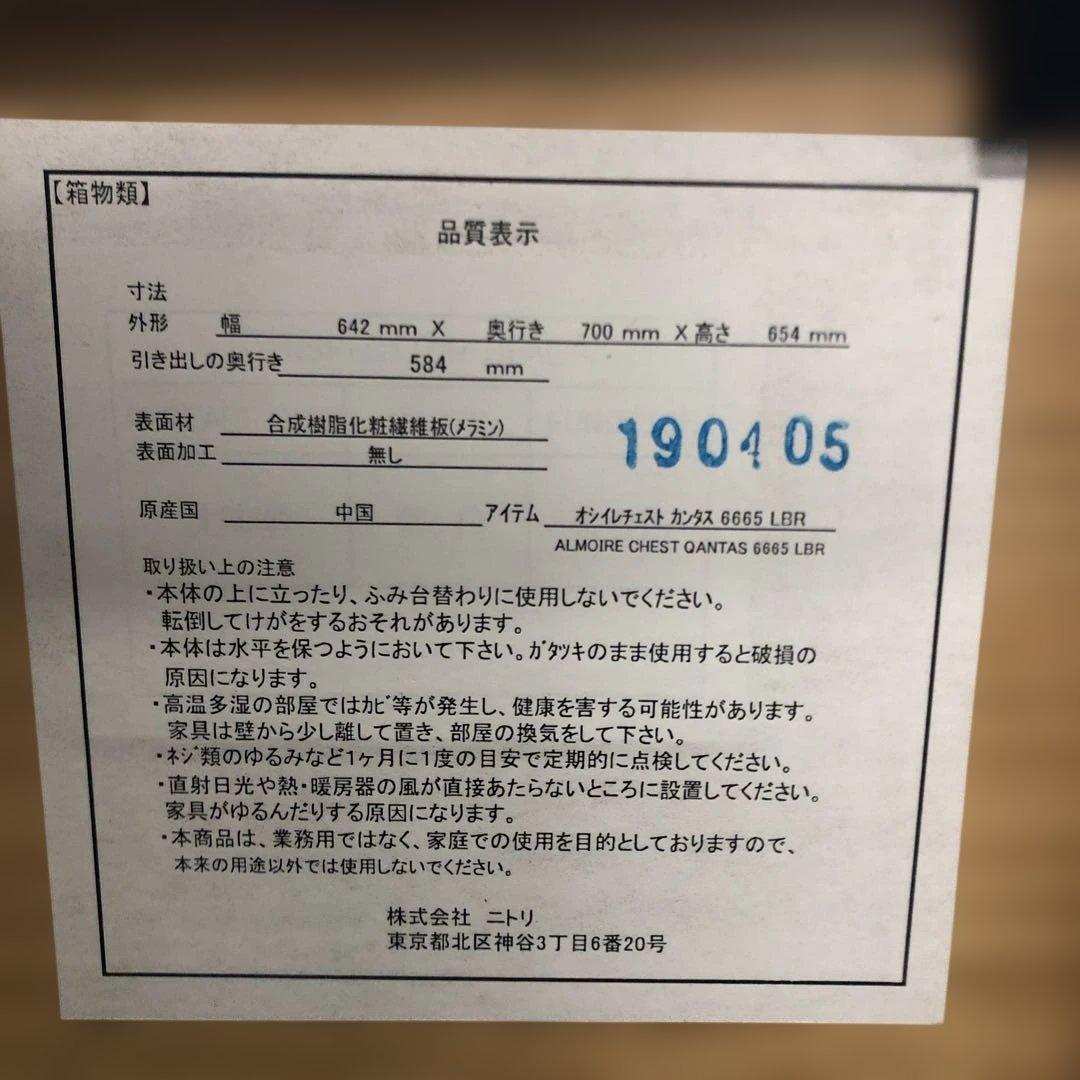 【箱物類】
品質表示
寸法
外形 幅 642 mm X 奥行き 700 mm X 高さ 654 mm
引き出しの奥行き 584 mm
表面材 合成樹脂化粧繊維板(ﾒﾗﾐﾝ)
190405
表面加工 無し
原産国 中国 アイテム ｵｼｲﾚﾁｪｽﾄ ｶﾝﾀｽ 6665 LBR
ALMOIRE CHEST QANTAS 6665 LBR
取り扱い上の注意
・本体の上に立ったり、ふみ台替わりに使用しないでください。
転倒してけがをするおそれがあります。
・本体は水平を保つようにおいて下さい。ｶﾞﾀﾂｷのまま使用すると破損の
原因になります。
・高温多湿の部屋ではｶﾋﾞ等が発生し、健康を害する可能性があります。
家具は壁から少し離して置き、部屋の換気をして下さい。
・ﾈｼﾞ類のゆるみなど1ヶ月に1度の目安で定期的に点検してください。
・直射日光や熱・暖房器の風が直接あたらないところに設置してください。
家具がゆるんだりする原因になります。
・本商品は、業務用ではなく、家庭での使用を目的としておりますので、
本来の用途以外では使用しないでください。
株式会社 ニトリ
東京都北区神谷3丁目6番20号